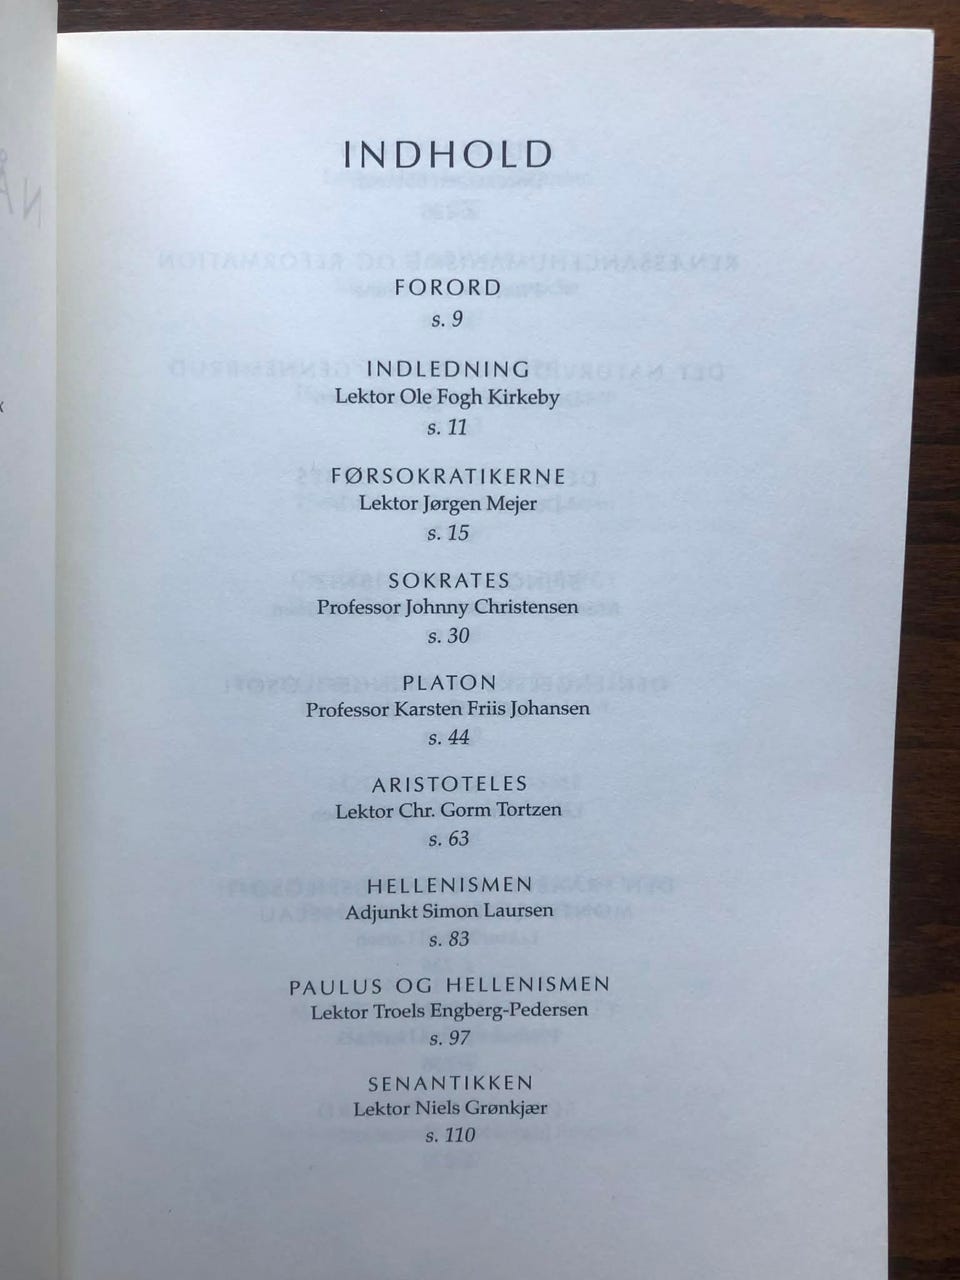 INDHOLD
FORORD
s. 9
INDLEDNING
Lektor Ole Fogh Kirkeby
s. 11
FØRSOKRATIKERNE
Lektor Jørgen Mejer
s. 15
SOKRATES
Professor Johnny Christensen
s. 30
PLATON
Professor Karsten Friis Johansen
s. 44
ARISTOTELES
Lektor Chr. Gorm Tortzen
s. 63
HELLENISMEN
Adjunkt Simon Laursen
s. 83
PAULUS OG HELLENISMEN
Lektor Troels Engberg-Pedersen
s. 97
SENANTIKKEN
Lektor Niels Grønkjær
s. 110